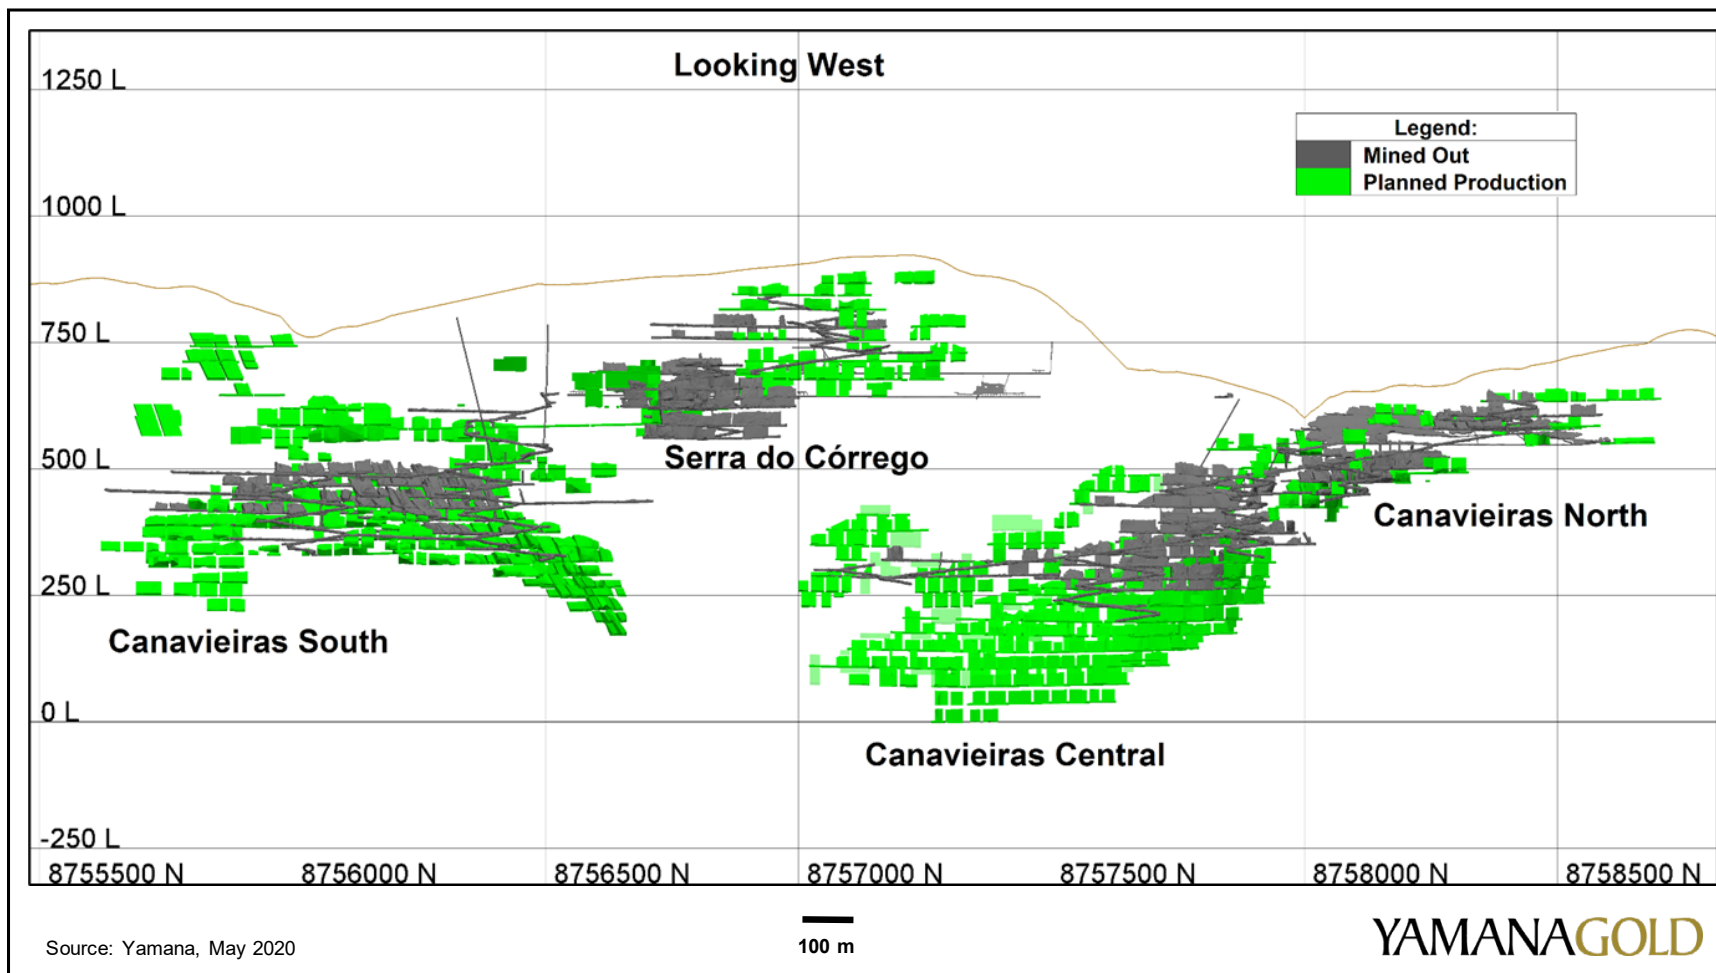 Looking West
1250 L
Legend:
Mined Out
Planned Production
1000 L
750 L
500 L
Serra do Córrego
Canavieiras North
250 L
Canavieiras South
0 L
Canavieiras Central
-250 L
8755500 N 8756000 N 8756500 N 8757000 N 8757500 N 8758000 N 8758500 N
Source: Yamana, May 2020
100 m
YAMANAGOLD